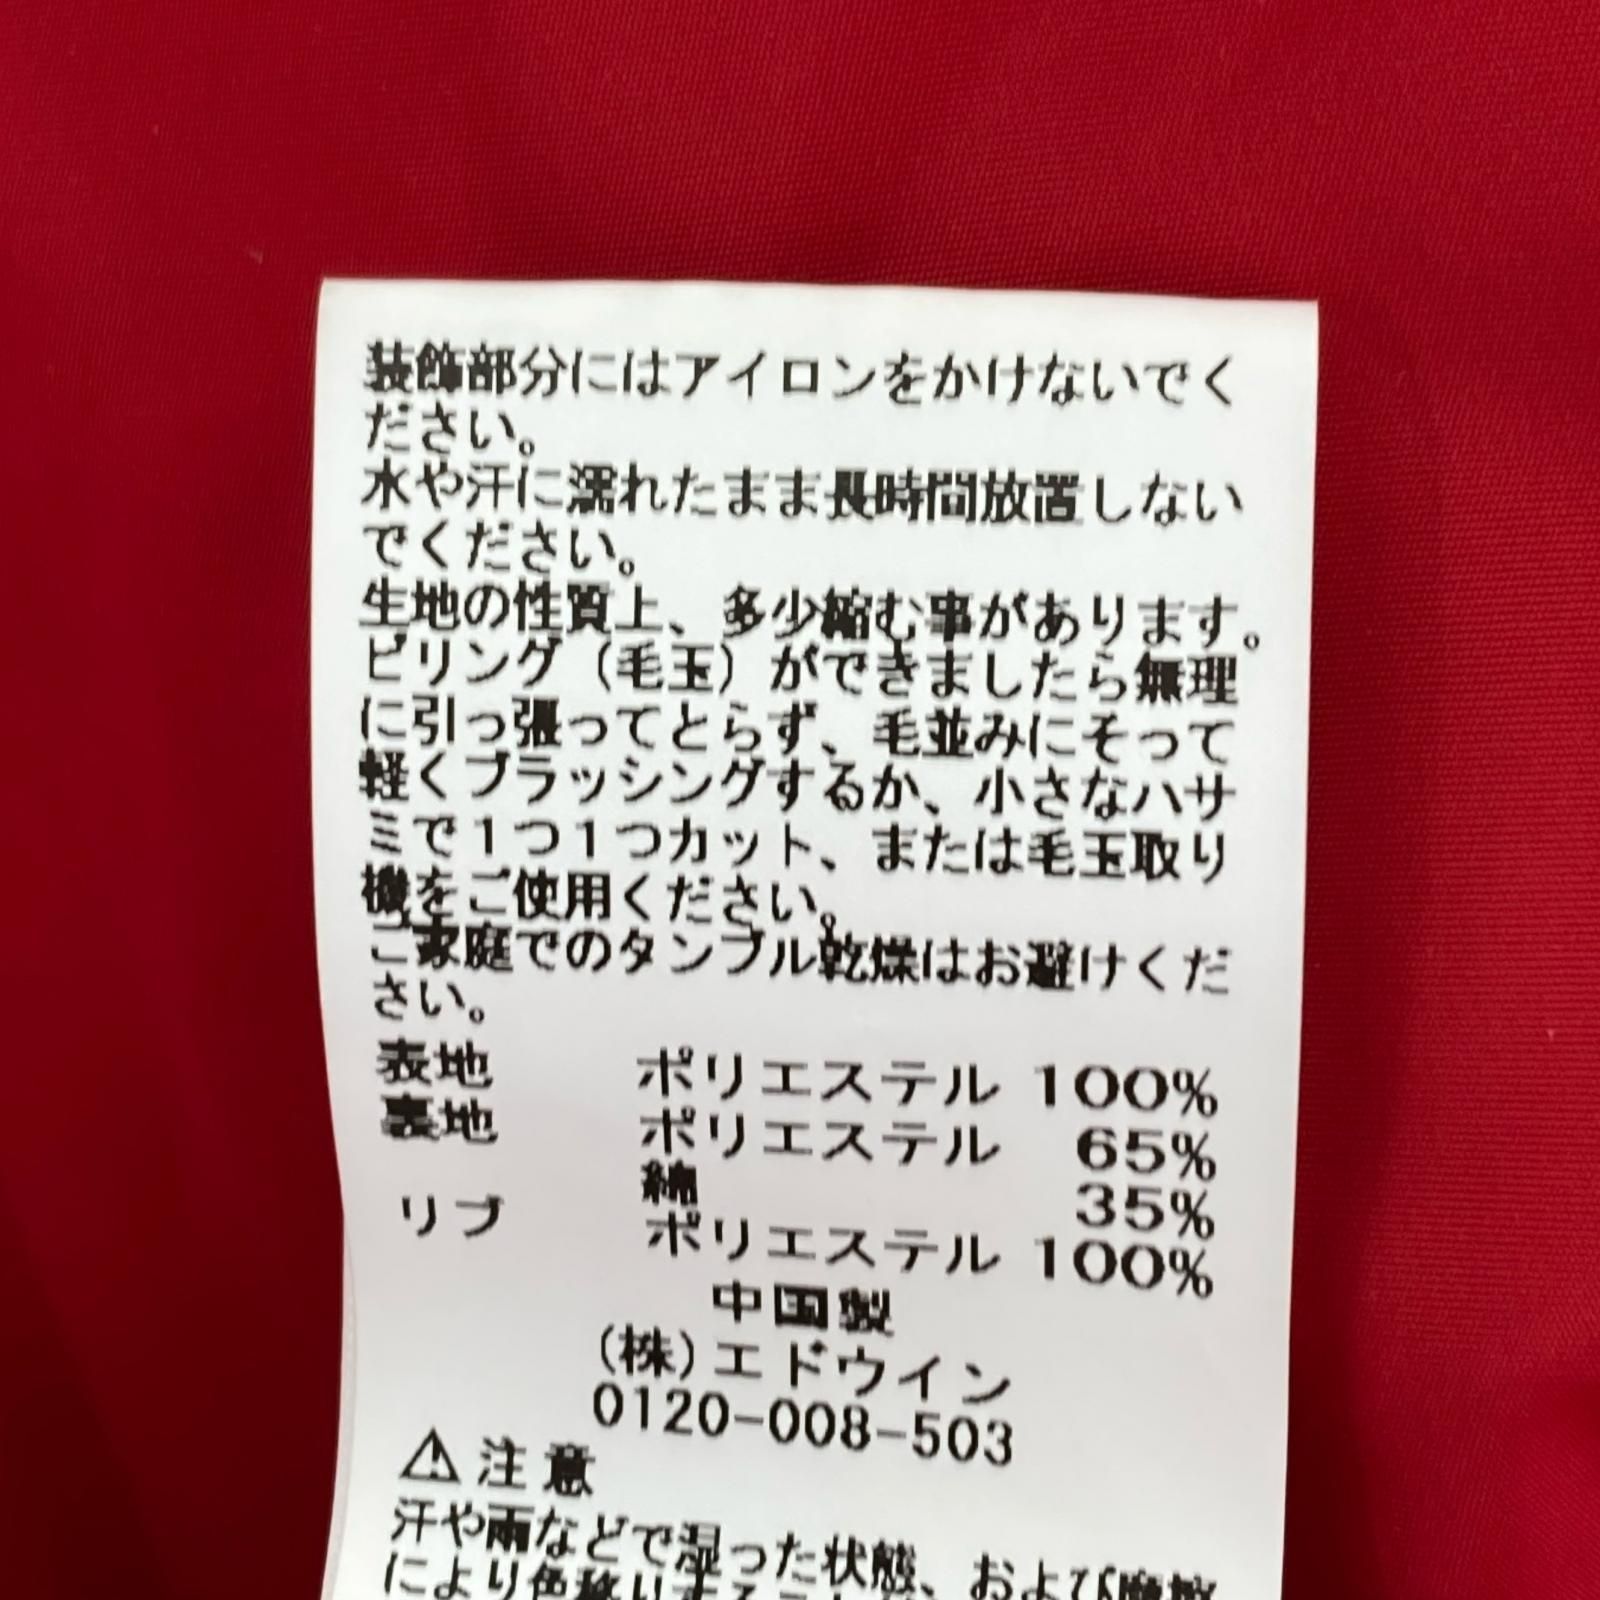 装飾部分にはアイロンをかけないでく
ださい。
水や汗に濡れたまま長時間放置しない
でください。
生地の性質上、多少縮む事があります。
ピリング（毛玉）ができましたら無理
に引っ張ってとらず、毛並みにそって
軽くブラッシングするか、小さなハサ
ミで１つ１つカット、または毛玉取り
機をご使用ください。
ご家庭でのタンブル乾燥はお避けくだ
さい。
表地 ポリエステル 100%
裏地 ポリエステル 65%
綿 35%
リブ ポリエステル 100%
中国製
(株)エドウイン
0120-008-503
⚠注意
汗や雨などで湿った状態、および摩擦
により色移りすること